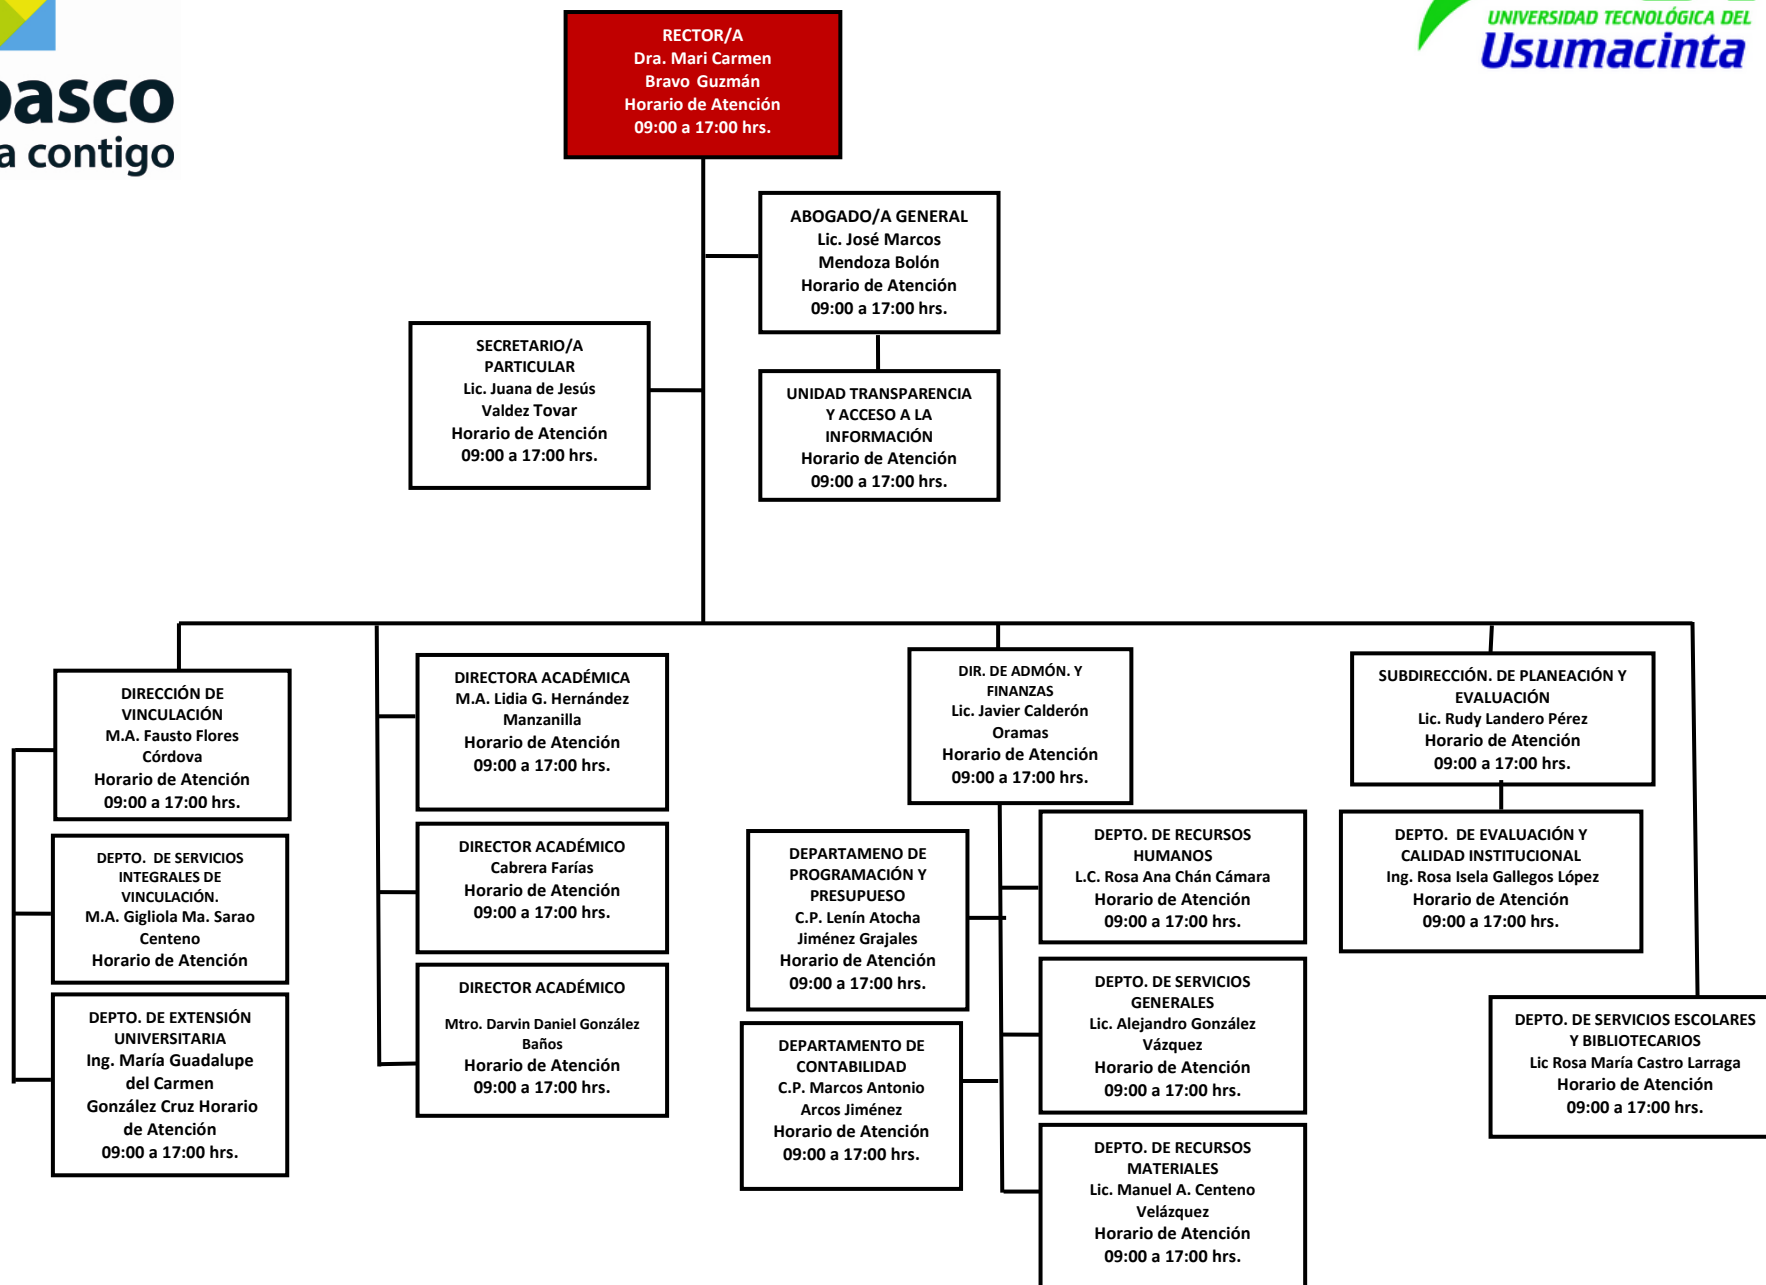 basco
a contigo
UNIVERSIDAD TECNOLÓGICA DEL
Usumacinta
RECTOR/A
Dra. Mari Carmen
Bravo Guzmán
Horario de Atención
09:00 a 17:00 hrs.
ABOGADO/A GENERAL
Lic. José Marcos
Mendoza Bolón
Horario de Atención
09:00 a 17:00 hrs.
SECRETARIO/A
PARTICULAR
Lic. Juana de Jesús
Valdez Tovar
Horario de Atención
09:00 a 17:00 hrs.
UNIDAD TRANSPARENCIA
Y ACCESO A LA
INFORMACIÓN
Horario de Atención
09:00 a 17:00 hrs.
DIRECCIÓN DE
VINCULACIÓN
M.A. Fausto Flores
Córdova
Horario de Atención
09:00 a 17:00 hrs.
DEPTO. DE SERVICIOS
INTEGRALES DE
VINCULACIÓN.
M.A. Gigliola Ma. Sarao
Centeno
Horario de Atención
DEPTO. DE EXTENSIÓN
UNIVERSITARIA
Ing. María Guadalupe
del Carmen
González Cruz Horario
de Atención
09:00 a 17:00 hrs.
DIRECTORA ACADÉMICA
M.A. Lidia G. Hernández
Manzanilla
Horario de Atención
09:00 a 17:00 hrs.
DIRECTOR ACADÉMICO
Cabrera Farías
Horario de Atención
09:00 a 17:00 hrs.
DIRECTOR ACADÉMICO
Mtro. Darvin Daniel González
Baños
Horario de Atención
09:00 a 17:00 hrs.
DIR. DE ADMÓN. Y
FINANZAS
Lic. Javier Calderón
Oramas
Horario de Atención
09:00 a 17:00 hrs.
DEPARTAMENO DE
PROGRAMACIÓN Y
PRESUPUESO
C.P. Lenín Atocha
Jiménez Grajales
Horario de Atención
09:00 a 17:00 hrs.
DEPARTAMENTO DE
CONTABILIDAD
C.P. Marcos Antonio
Arcos Jiménez
Horario de Atención
09:00 a 17:00 hrs.
DEPTO. DE RECURSOS
HUMANOS
L.C. Rosa Ana Chán Cámara
Horario de Atención
09:00 a 17:00 hrs.
DEPTO. DE SERVICIOS
GENERALES
Lic. Alejandro González
Vázquez
Horario de Atención
09:00 a 17:00 hrs.
DEPTO. DE RECURSOS
MATERIALES
Lic. Manuel A. Centeno
Velázquez
Horario de Atención
09:00 a 17:00 hrs.
SUBDIRECCIÓN. DE PLANEACIÓN Y
EVALUACIÓN
Lic. Rudy Landero Pérez
Horario de Atención
09:00 a 17:00 hrs.
DEPTO. DE EVALUACIÓN Y
CALIDAD INSTITUCIONAL
Ing. Rosa Isela Gallegos López
Horario de Atención
09:00 a 17:00 hrs.
DEPTO. DE SERVICIOS ESCOLARES
Y BIBLIOTECARIOS
Lic Rosa María Castro Larraga
Horario de Atención
09:00 a 17:00 hrs.